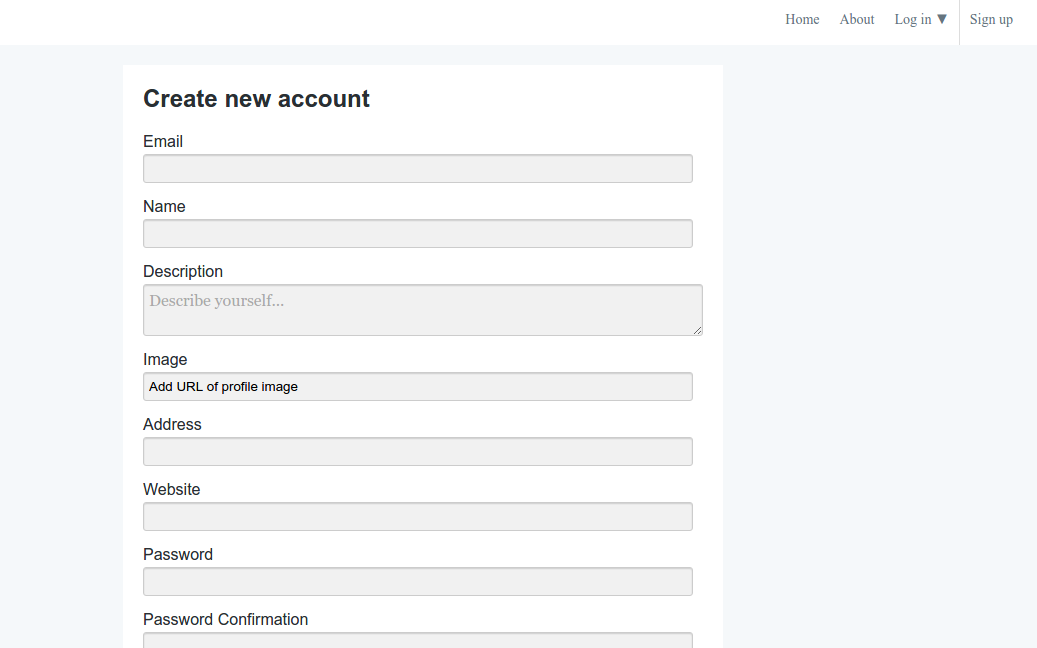 Home About Log in ▼ Sign up
Create new account
Email
Name
Description
Describe yourself...
Image
Add URL of profile image
Address
Website
Password
Password Confirmation